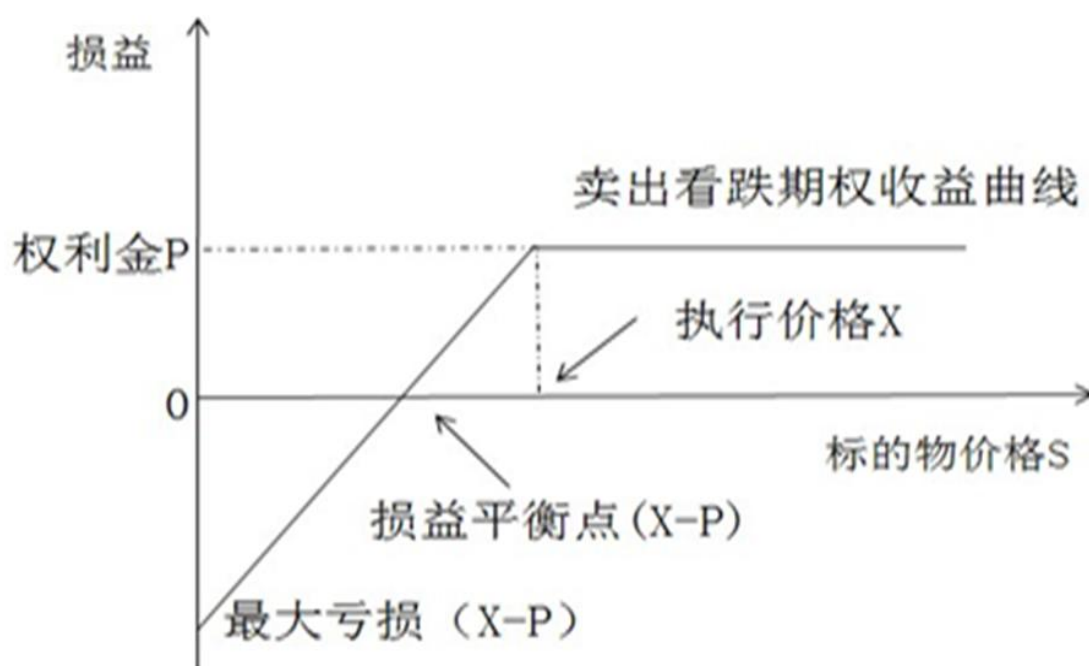 损益
卖出看跌期权收益曲线
权利金P
执行价格X
0
标的物价格S
损益平衡点(X-P)
最大亏损（X-P）